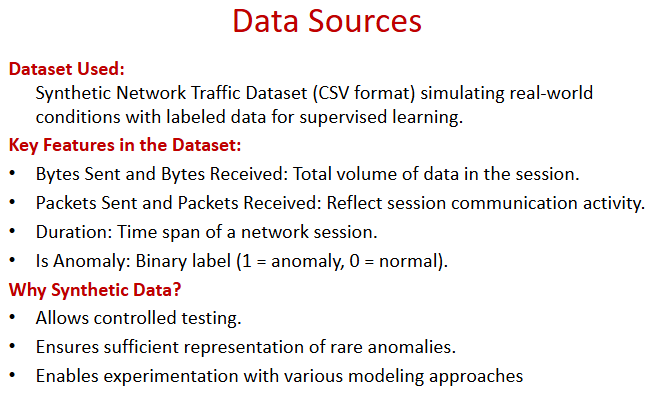 Data Sources
Dataset Used:
Synthetic Network Traffic Dataset (CSV format) simulating real-world
conditions with labeled data for supervised learning.
Key Features in the Dataset:
• Bytes Sent and Bytes Received: Total volume of data in the session.
• Packets Sent and Packets Received: Reflect session communication activity.
• Duration: Time span of a network session.
• Is Anomaly: Binary label (1 = anomaly, 0 = normal).
Why Synthetic Data?
• Allows controlled testing.
• Ensures sufficient representation of rare anomalies.
• Enables experimentation with various modeling approaches